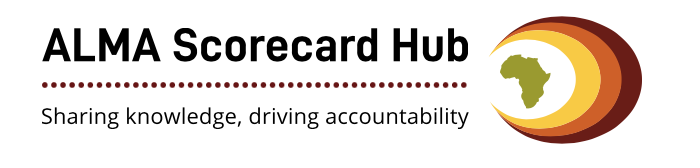 ALMA Scorecard Hub
Sharing knowledge, driving accountability